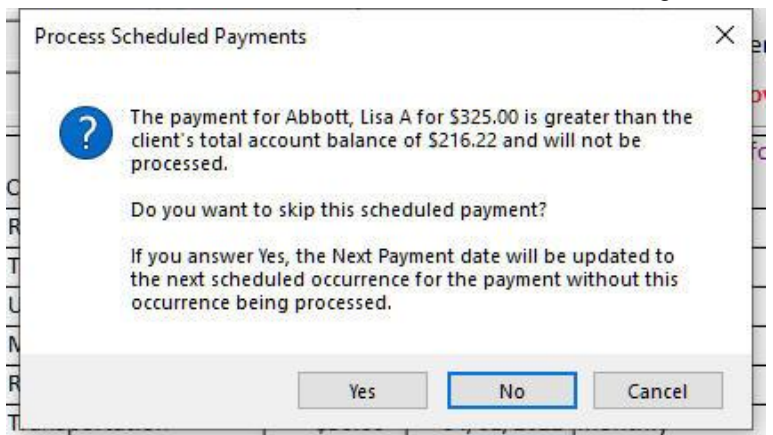 Process Scheduled Payments
The payment for Abbott, Lisa A for $325.00 is greater than the
client's total account balance of $216.22 and will not be
processed.
Do you want to skip this scheduled payment?
If you answer Yes, the Next Payment date will be updated to
the next scheduled occurrence for the payment without this
occurrence being processed.
Yes No Cancel